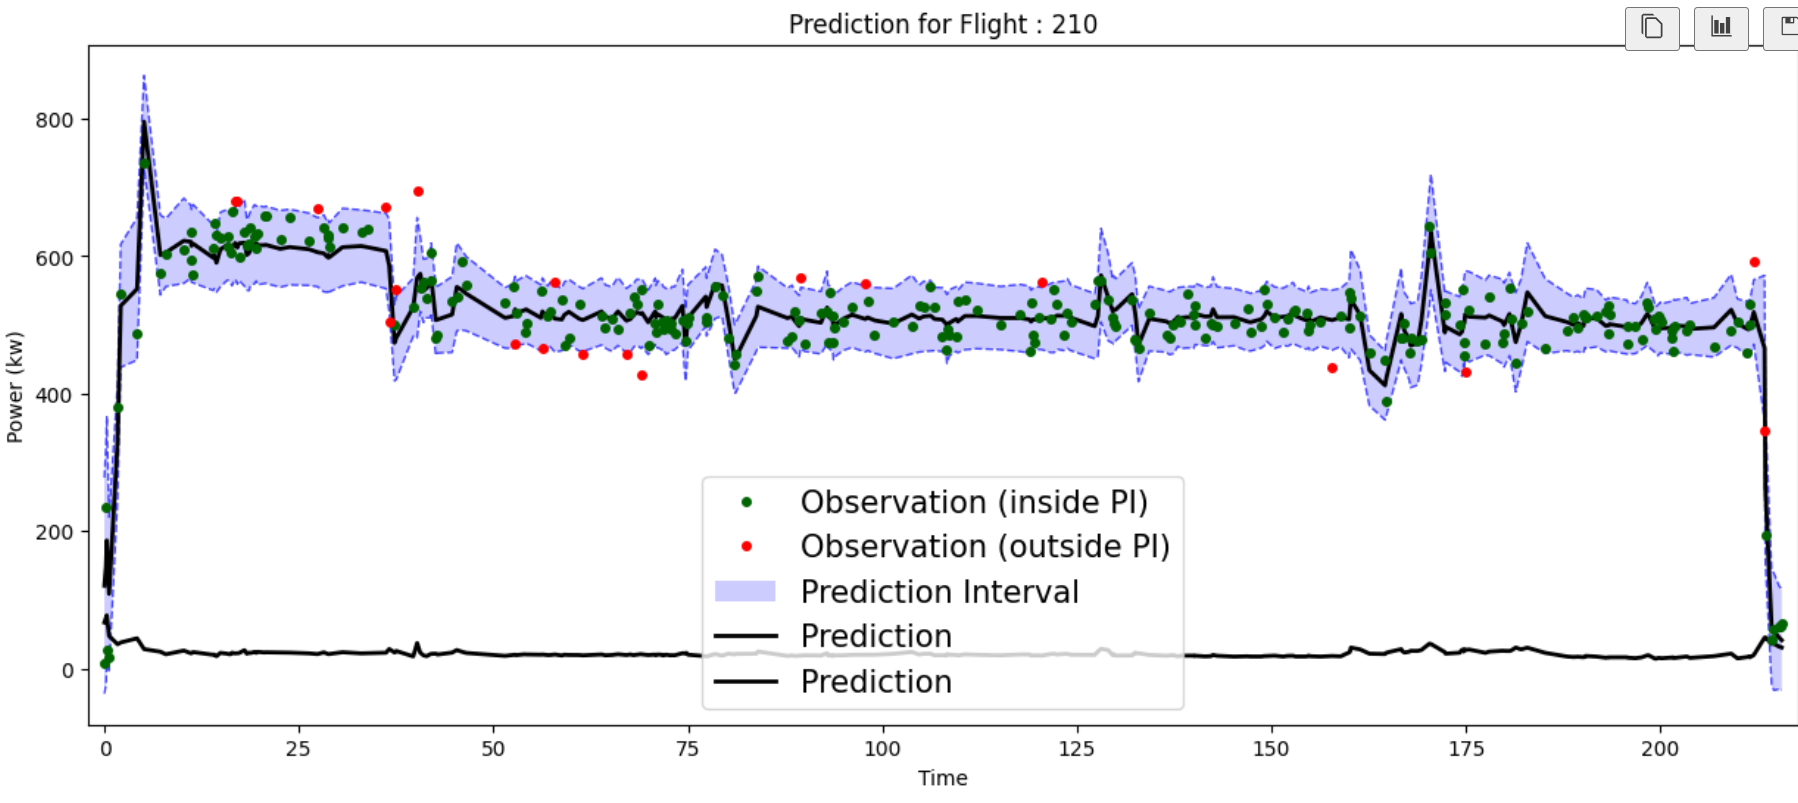 Prediction for Flight : 210
800
600
400
200
0
Power (kw)
Observation (inside PI)
Observation (outside PI)
Prediction Interval
Prediction
Prediction
0 25 50 75 100 125 150 175 200
Time